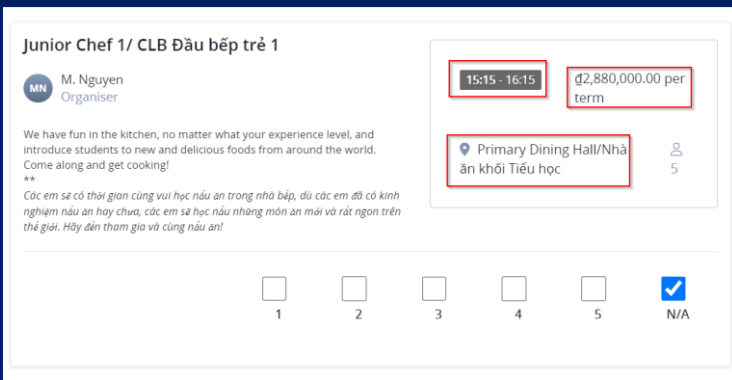 Junior Chef 1/ CLB Đầu bếp trẻ 1
MN
M. Nguyen
Organiser
We have fun in the kitchen, no matter what your experience level, and
introduce students to new and delicious foods from around the world.
Come along and get cooking!
**
Các em sẽ có thời gian cùng vui học nấu ăn trong nhà bếp, dù các em đã có kinh
nghiệm nấu ăn hay chưa, các em sẽ học nấu những món ăn mới và rất ngon trên
thế giới. Hãy đến tham gia và cùng nấu ăn!
15:15 - 16:15
₫2,880,000.00 per
term
Primary Dining Hall/Nhà
ăn khối Tiểu học
5
1 2 3 4 5 N/A